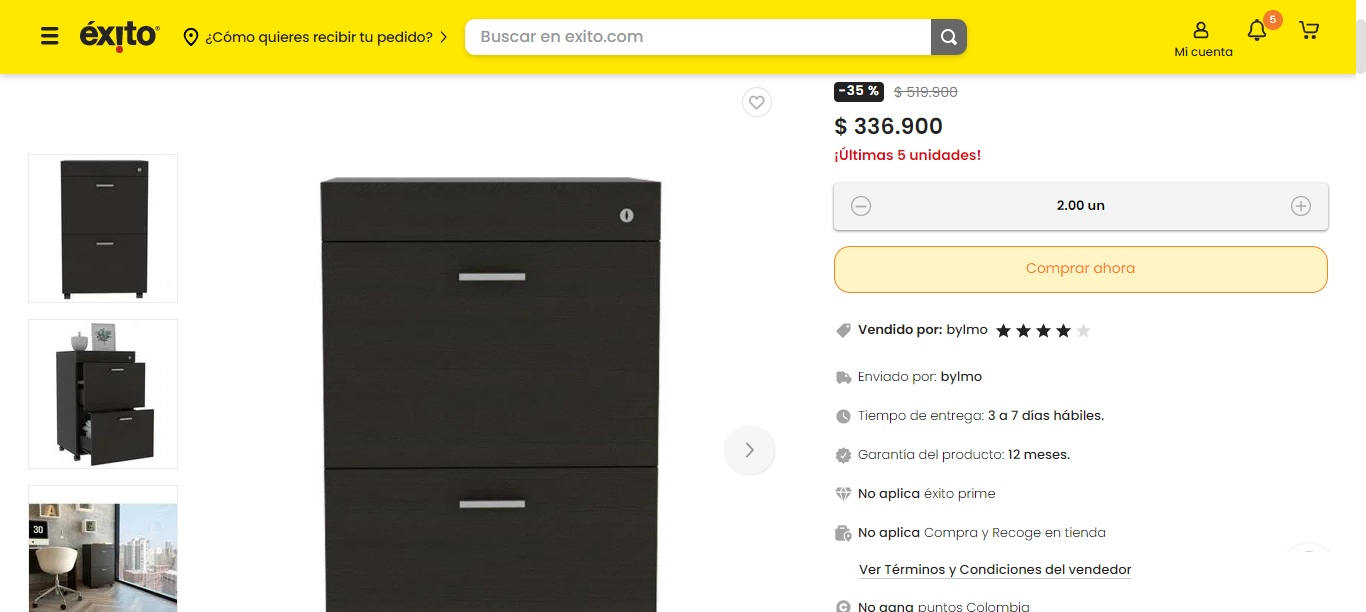 éxito
¿Cómo quieres recibir tu pedido?
Buscar en exito.com
5
Mi cuenta
-35 % $ 519.900
$ 336.900
¡Últimas 5 unidades!
2.00 un
Comprar ahora
Vendido por: bylmo
Enviado por: bylmo
Tiempo de entrega: 3 a 7 días hábiles.
Garantía del producto: 12 meses.
No aplica éxito prime
No aplica Compra y Recoge en tienda
Ver Términos y Condiciones del vendedor
No gana puntos Colombia
A
30